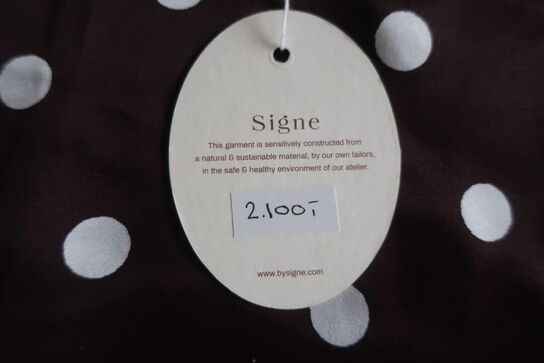 Signe
This garment is sensitively constructed from
a natural & sustainable material, by our own tailors,
in the safe & healthy environment of our atelier.
2.100,-
www.bysigne.com